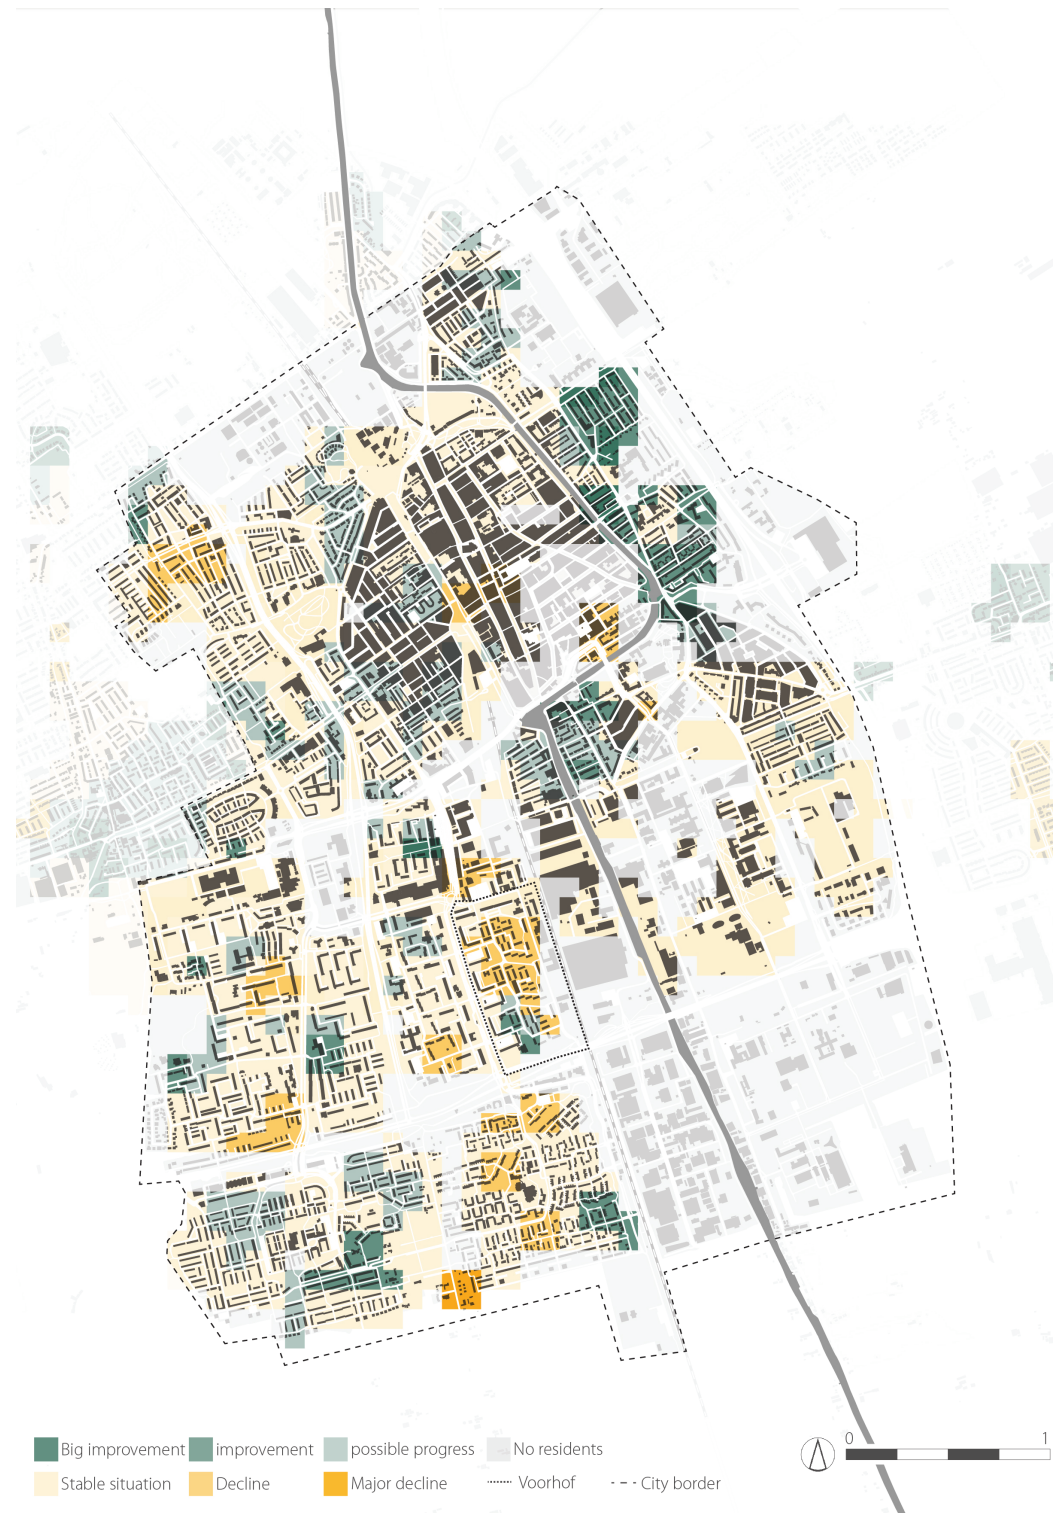 Big improvement improvement possible progress No residents 0 1
Stable situation Decline Major decline Voorhof City border